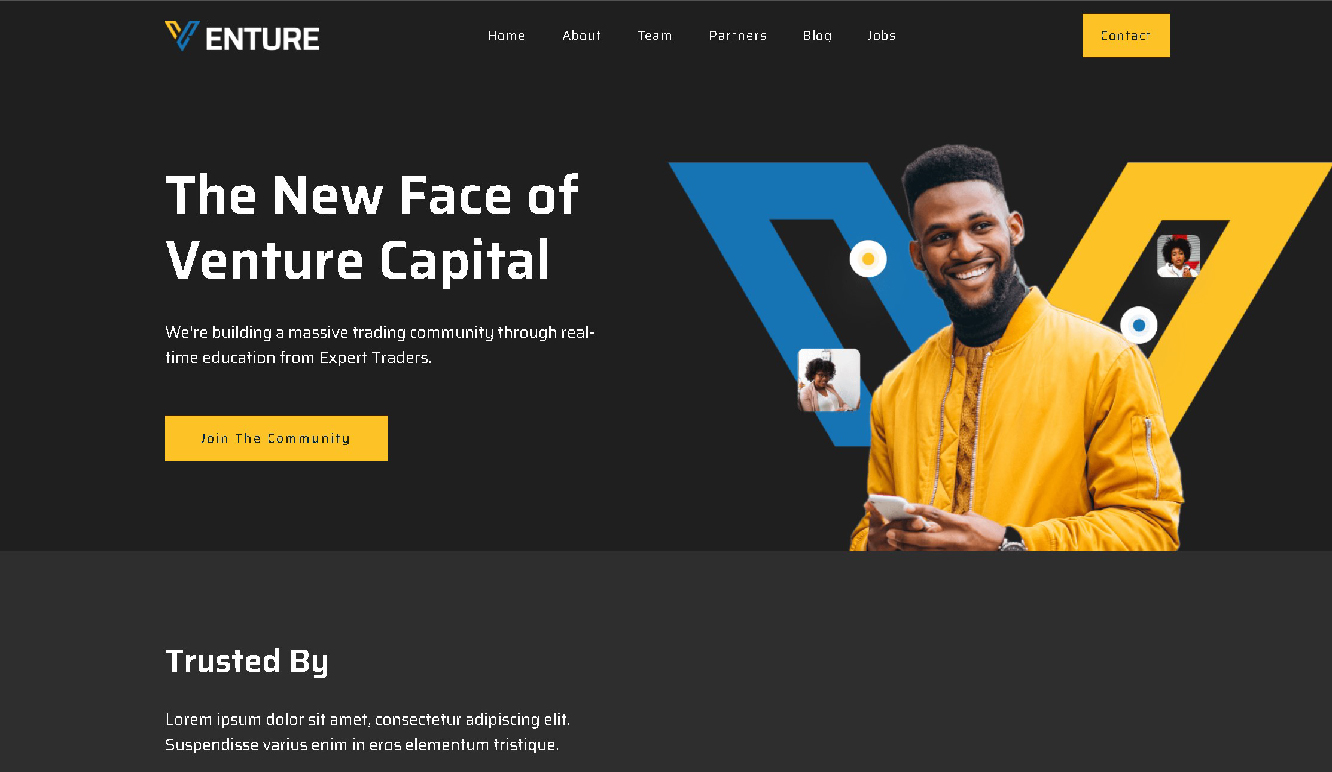 VENTURE
Home About Team Partners Blog Jobs
Contact
The New Face of
Venture Capital
We're building a massive trading community through real-
time education from Expert Traders.
Join The Community
Trusted By
Lorem ipsum dolor sit amet, consectetur adipiscing elit.
Suspendisse varius enim in eros elementum tristique.